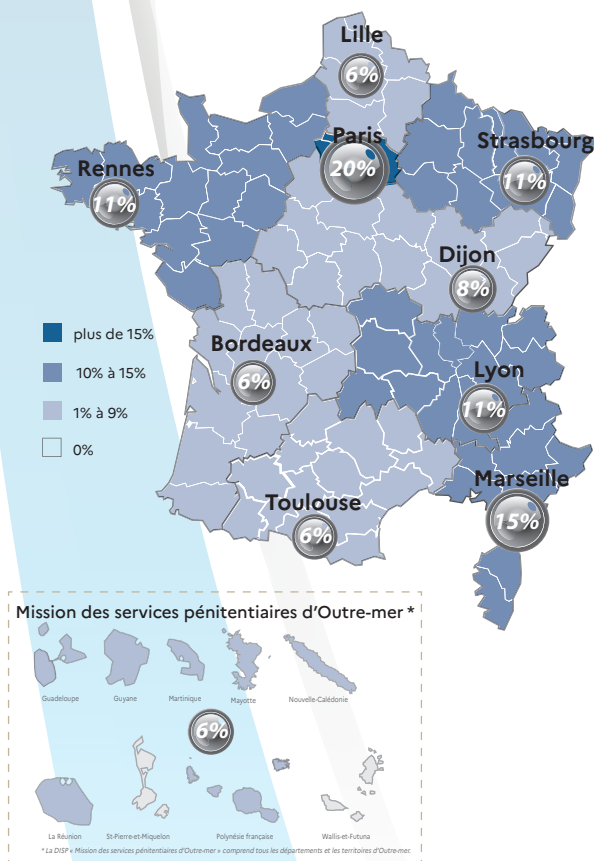 Lille
6%
Paris
20%
Strasbourg
11%
Rennes
11%
Dijon
8%
plus de 15%
10% à 15%
1% à 9%
0%
Bordeaux
6%
Lyon
11%
Marseille
15%
Toulouse
6%
Mission des services pénitentiaires d'Outre-mer *
Guadeloupe
Guyane
Martinique
Mayotte
Nouvelle-Calédonie
6%
La Réunion
St-Pierre-et-Miquelon
Polynésie française
Wallis-et-Futuna
* La DISP « Mission des services pénitentiaires d'Outre-mer » comprend tous les départements et les territoires d'Outre-mer.